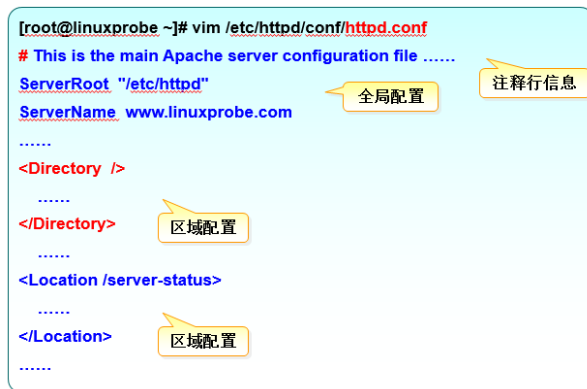 [root@linuxprobe ~]# vim /etc/httpd/conf/httpd.conf
# This is the main Apache server configuration file ……
注释行信息
ServerRoot "/etc/httpd"
全局配置
ServerName www.linuxprobe.com
……
<Directory />
……
</Directory>
区域配置
……
<Location /server-status>
……
</Location>
区域配置
……